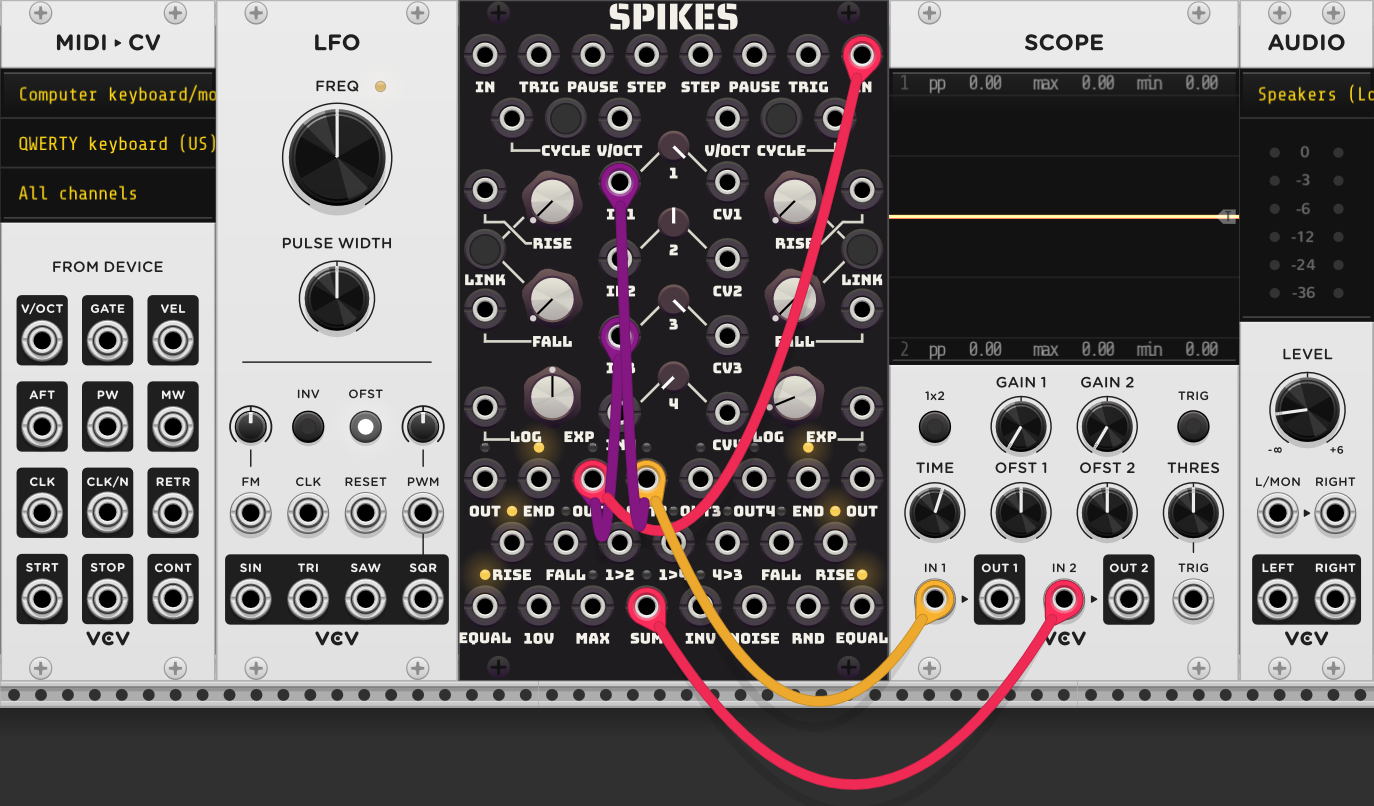 MIDI ▸ CV
Computer keyboard/mo
QWERTY keyboard (US)
All channels
FROM DEVICE
V/OCT GATE VEL
AFT PW MW
CLK CLK/N RETR
STRT STOP CONT
VCV
LFO
FREQ
PULSE WIDTH
INV OFST
FM CLK RESET PWM
SIN TRI SAW SQR
VCV
SPIKES
IN TRIG PAUSE STEP STEP PAUSE TRIG IN
CYCLE V/OCT V/OCT CYCLE
1
IN1 CV1
RISE RISE
2
LINK IN2 CV2 LINK
3
FALL IN3 CV3 FALL
4
LOG EXP IN4 CV4 LOG EXP
OUT END OUT1 OUT2 OUT3 OUT4 END OUT
RISE FALL 1>2 1>4 4>3 FALL RISE
EQUAL 10V MAX SUM INV NOISE RND EQUAL
SCOPE
1 pp 0.00 max 0.00 min 0.00
T
2 pp 0.00 max 0.00 min 0.00
1x2 GAIN 1 GAIN 2 TRIG
TIME OFST 1 OFST 2 THRES
IN 1 OUT 1 IN 2 OUT 2 TRIG
VCV
AUDIO
Speakers (Lo
0
-3
-6
-12
-24
-36
LEVEL
-∞ +6
L/MON RIGHT
LEFT RIGHT
VCV